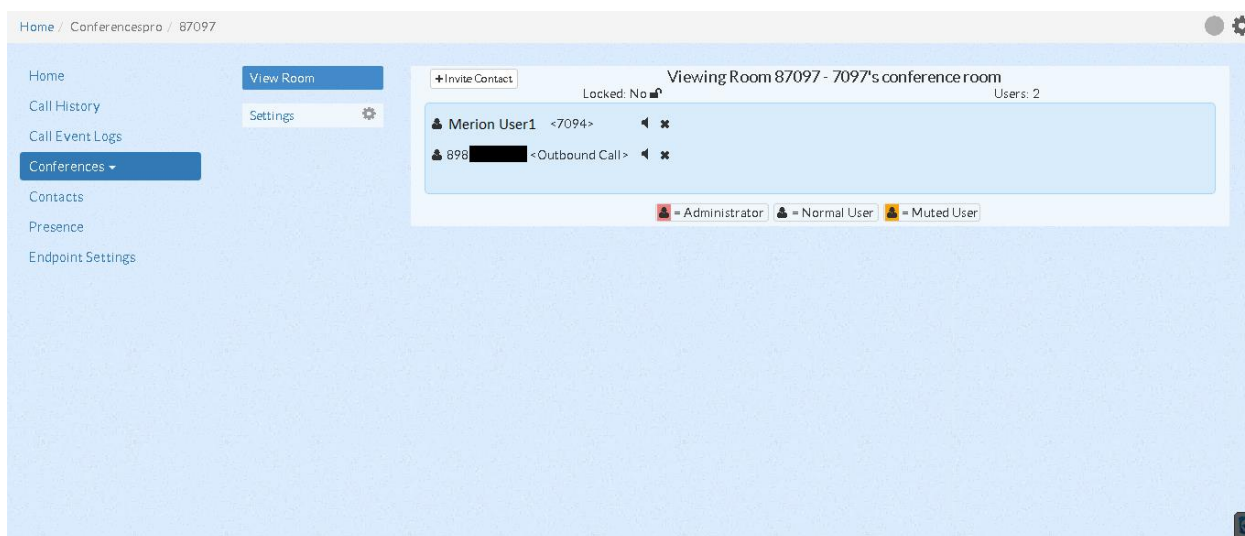 Home / Conferencespro / 87097
Home
Call History
Call Event Logs
Conferences
Contacts
Presence
Endpoint Settings
View Room
Settings
+Invite Contact
Viewing Room 87097 - 7097's conference room
Locked: No
Users: 2
Merion User1 <7094>
898 <Outbound Call>
= Administrator
= Normal User
= Muted User